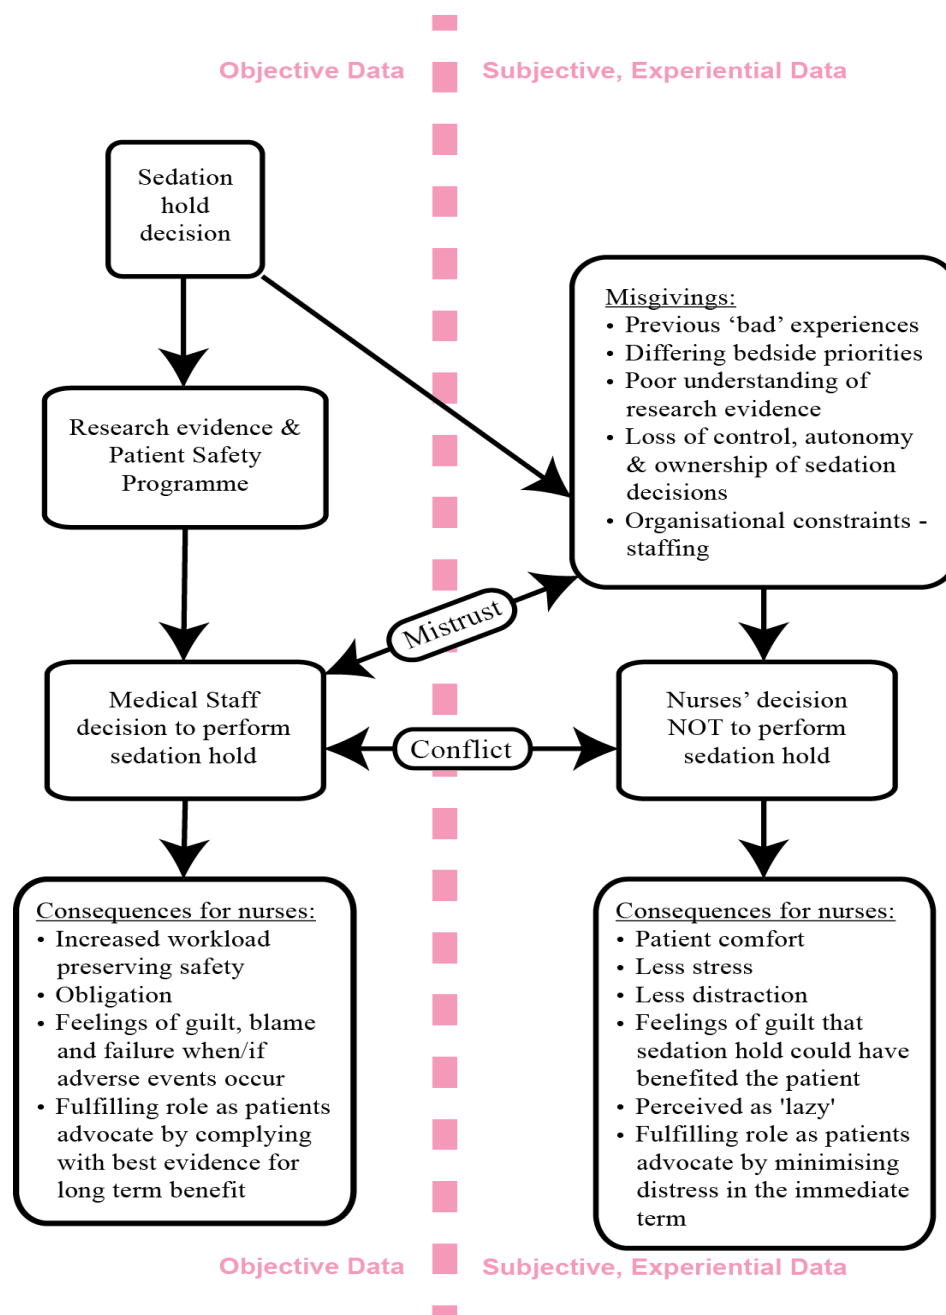 Objective Data
Subjective, Experiential Data
Sedation
hold
decision
Research evidence &
Patient Safety
Programme
Misgivings:
• Previous ‘bad’ experiences
• Differing bedside priorities
• Poor understanding of
research evidence
• Loss of control, autonomy
& ownership of sedation
decisions
• Organisational constraints -
staffing
Mistrust
Medical Staff
decision to perform
sedation hold
Conflict
Nurses’ decision
NOT to perform
sedation hold
Consequences for nurses:
• Increased workload
preserving safety
• Obligation
• Feelings of guilt, blame
and failure when/if
adverse events occur
• Fulfilling role as patients
advocate by complying
with best evidence for
long term benefit
Consequences for nurses:
• Patient comfort
• Less stress
• Less distraction
• Feelings of guilt that
sedation hold could have
benefited the patient
• Perceived as 'lazy'
• Fulfilling role as patients
advocate by minimising
distress in the immediate
term
Objective Data
Subjective, Experiential Data